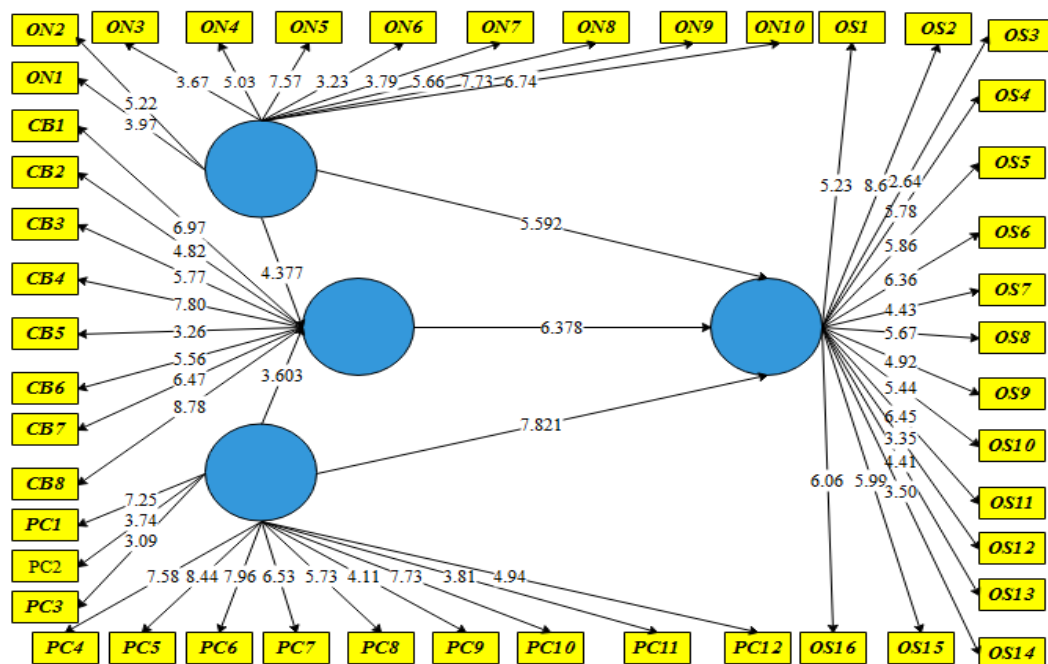 ON2
ON3
ON4
ON5
ON6
ON7
ON8
ON9
ON10
OS1
OS2
OS3
ON1
3.67
5.03
7.57
3.23
3.79
5.66
7.73
6.74
OS4
5.22
3.97
CB1
CB2
OS5
5.23
8.6
2.64
5.78
CB3
6.97
4.82
5.77
5.592
5.86
OS6
CB4
4.377
7.80
6.36
OS7
CB5
3.26
6.378
4.43
5.67
OS8
CB6
5.56
6.47
3.603
4.92
5.44
OS9
CB7
8.78
7.821
6.45
3.35
OS10
CB8
4.41
3.50
6.06
5.99
PC1
7.25
3.74
3.09
OS11
PC2
OS12
PC3
7.58
8.44
7.96
6.53
5.73
4.11
7.73
3.81
4.94
OS13
PC4
PC5
PC6
PC7
PC8
PC9
PC10
PC11
PC12
OS16
OS15
OS14